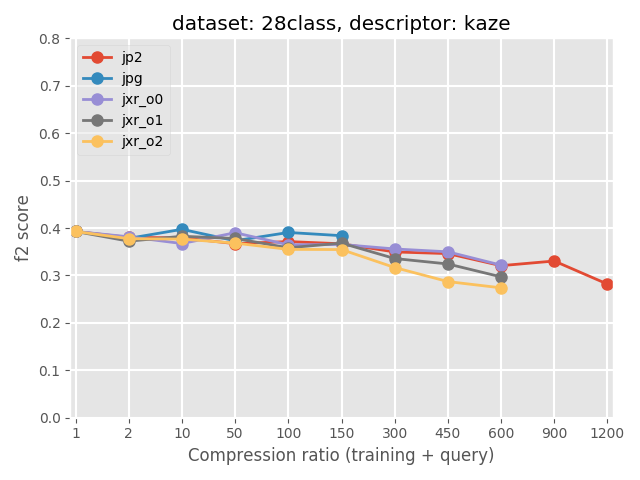 dataset: 28class, descriptor: kaze
0.8
0.7
0.6
0.5
0.4
0.3
0.2
0.1
0.0
f2 score
jp2
jpg
jxr_o0
jxr_o1
jxr_o2
1 2 10 50 100 150 300 450 600 900 1200
Compression ratio (training + query)